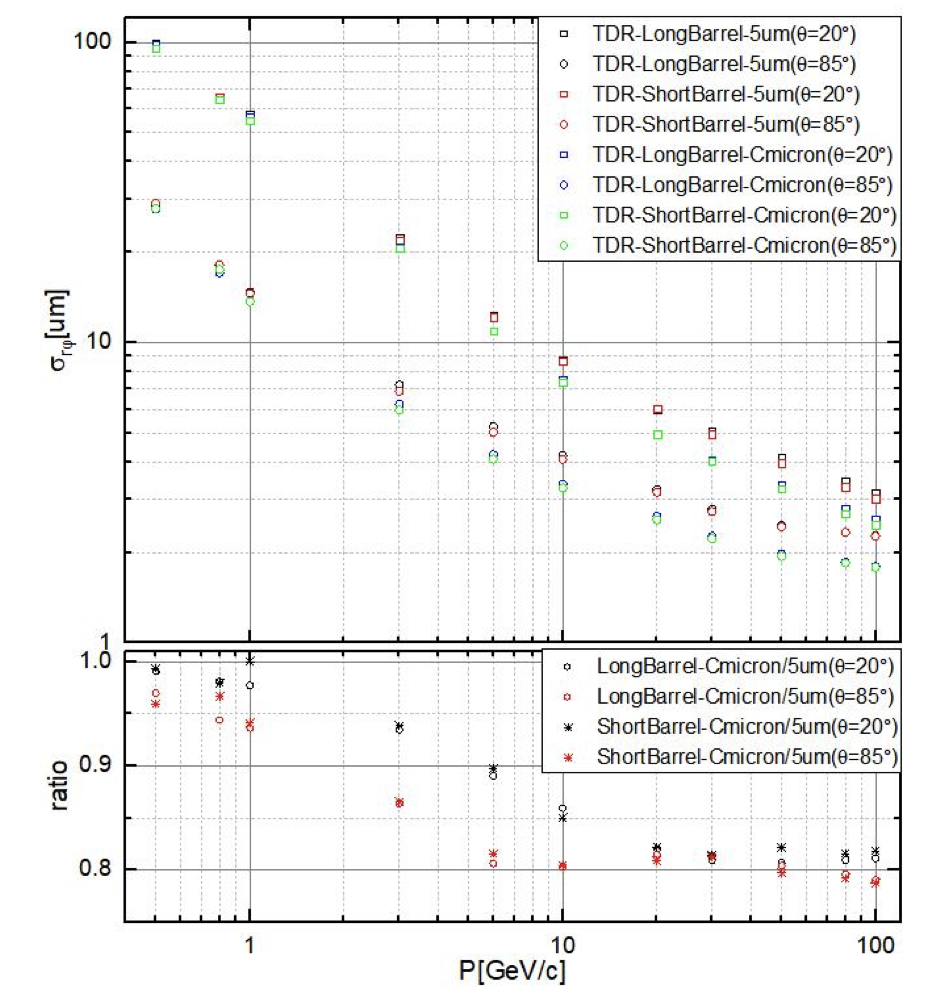 100
10
1
σrφ[um]
TDR-LongBarrel-5um(θ=20°)
TDR-LongBarrel-5um(θ=85°)
TDR-ShortBarrel-5um(θ=20°)
TDR-ShortBarrel-5um(θ=85°)
TDR-LongBarrel-Cmicron(θ=20°)
TDR-LongBarrel-Cmicron(θ=85°)
TDR-ShortBarrel-Cmicron(θ=20°)
TDR-ShortBarrel-Cmicron(θ=85°)
1.0
0.9
0.8
ratio
LongBarrel-Cmicron/5um(θ=20°)
LongBarrel-Cmicron/5um(θ=85°)
ShortBarrel-Cmicron/5um(θ=20°)
ShortBarrel-Cmicron/5um(θ=85°)
1 10 100
P[GeV/c]